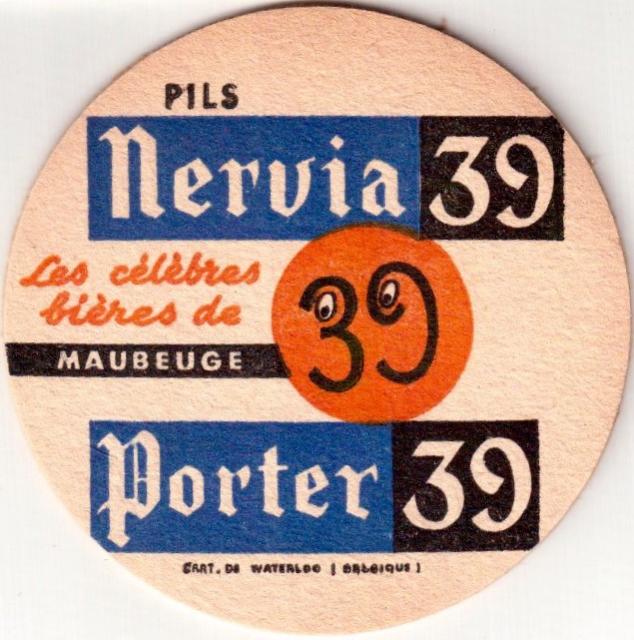 PILS
Nervia 39
Les célèbres
bières de
MAUBEUGE
39
Porter 39
CART. DE WATERLOO ( BELGIQUE )